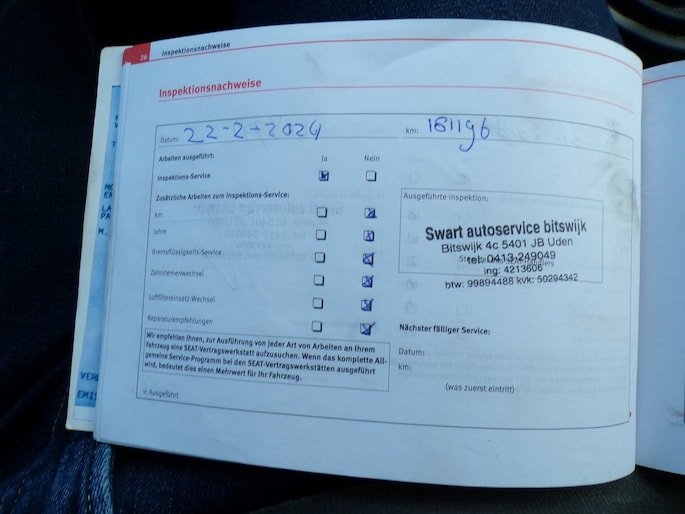 26 Inspektionsnachweise
Inspektionsnachweise
Datum: 22-2-2024 km: 181196
Arbeiten ausgeführt: Ja Nein
Inspektions-Service
Zusätzliche Arbeiten zum Inspektions-Service:
km
Jahre
Bremsflüssigkeits-Service
Zahnriemenwechsel
Luftfiltereinsatz-Wechsel
Reparaturempfehlungen
Wir empfehlen Ihnen, zur Ausführung von jeder Art von Arbeiten an Ihrem
Fahrzeug eine SEAT-Vertragswerkstatt aufzusuchen. Wenn das komplette All-
gemeine Service-Programm bei den SEAT-Vertragswerkstätten ausgeführt
wird, bedeutet dies einen Mehrwert für Ihr Fahrzeug.
√: Ausgeführt
Ausgeführte Inspektion:
Swart autoservice bitswijk
Bitswijk 4c 5401 JB Uden
tel: 0413-249049
ing: 4213606
btw: 99894488 kvk: 50294342
Nächster fälliger Service:
Datum:
km:
(was zuerst eintritt)